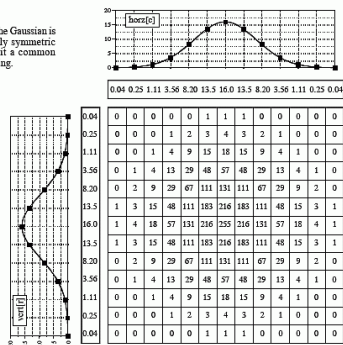 he Gaussian is
ly symmetric
it a common
ng.
horz[c]
20
15
10
5
0
0.04 0.25 1.11 3.56 8.20 13.5 16.0 13.5 8.20 3.56 1.11 0.25 0.04
0.04 0 0 0 0 0 1 1 1 0 0 0 0 0
0.25 0 0 0 1 2 3 4 3 2 1 0 0 0
1.11 0 0 1 4 9 15 18 15 9 4 1 0 0
3.56 0 1 4 13 29 48 57 48 29 13 4 1 0
8.20 0 2 9 29 67 111 131 111 67 29 9 2 0
13.5 1 3 15 48 111 183 216 183 111 48 15 3 1
16.0 1 4 18 57 131 216 255 216 131 57 18 4 1
13.5 1 3 15 48 111 183 216 183 111 48 15 3 1
8.20 0 2 9 29 67 111 131 111 67 29 9 2 0
3.56 0 1 4 13 29 48 57 48 29 13 4 1 0
1.11 0 0 1 4 9 15 18 15 9 4 1 0 0
0.25 0 0 0 1 2 3 4 3 2 1 0 0 0
0.04 0 0 0 0 0 1 1 1 0 0 0 0 0
vert[r]